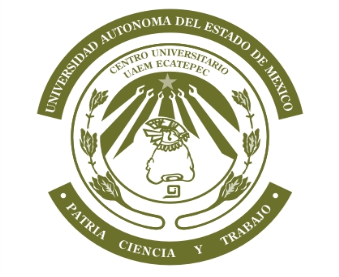 UNIVERSIDAD AUTONOMA DEL ESTADO DE MEXICO
CENTRO UNIVERSITARIO
UAEM ECATEPEC
• PATRIA CIENCIA Y TRABAJO •